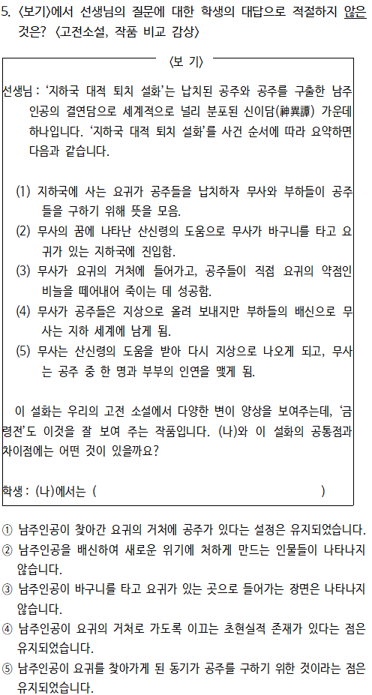 5. <보기>에서 선생님의 질문에 대한 학생의 대답으로 적절하지 않은
것은? <고전소설, 작품 비교 감상>
<보 기>
선생님 : ‘지하국 대적 퇴치 설화’는 납치된 공주와 공주를 구출한 남주
인공의 결연담으로 세계적으로 널리 분포된 신이담(神異譚) 가운데
하나입니다. ‘지하국 대적 퇴치 설화’를 사건 순서에 따라 요약하면
다음과 같습니다.
(1) 지하국에 사는 요귀가 공주들을 납치하자 무사와 부하들이 공주
들을 구하기 위해 뜻을 모음.
(2) 무사의 꿈에 나타난 산신령의 도움으로 무사가 바구니를 타고 요
귀가 있는 지하국에 진입함.
(3) 무사가 요귀의 거처에 들어가고, 공주들이 직접 요귀의 약점인
비늘을 떼어내어 죽이는 데 성공함.
(4) 무사가 공주들은 지상으로 올려 보내지만 부하들의 배신으로 무
사는 지하 세계에 남게 됨.
(5) 무사는 산신령의 도움을 받아 다시 지상으로 나오게 되고, 무사
는 공주 중 한 명과 부부의 인연을 맺게 됨.
이 설화는 우리의 고전 소설에서 다양한 변이 양상을 보여주는데, ‘금
령전’도 이것을 잘 보여 주는 작품입니다. (나)와 이 설화의 공통점과
차이점에는 어떤 것이 있을까요?
학생 : (나)에서는 ( )
① 남주인공이 찾아간 요귀의 거처에 공주가 있다는 설정은 유지되었습니다.
② 남주인공을 배신하여 새로운 위기에 처하게 만드는 인물들이 나타나지
않습니다.
③ 남주인공이 바구니를 타고 요귀가 있는 곳으로 들어가는 장면은 나타나지
않습니다.
④ 남주인공이 요귀의 거처로 가도록 이끄는 초현실적 존재가 있다는 점은
유지되었습니다.
⑤ 남주인공이 요귀를 찾아가게 된 동기가 공주를 구하기 위한 것이라는 점은
유지되었습니다.